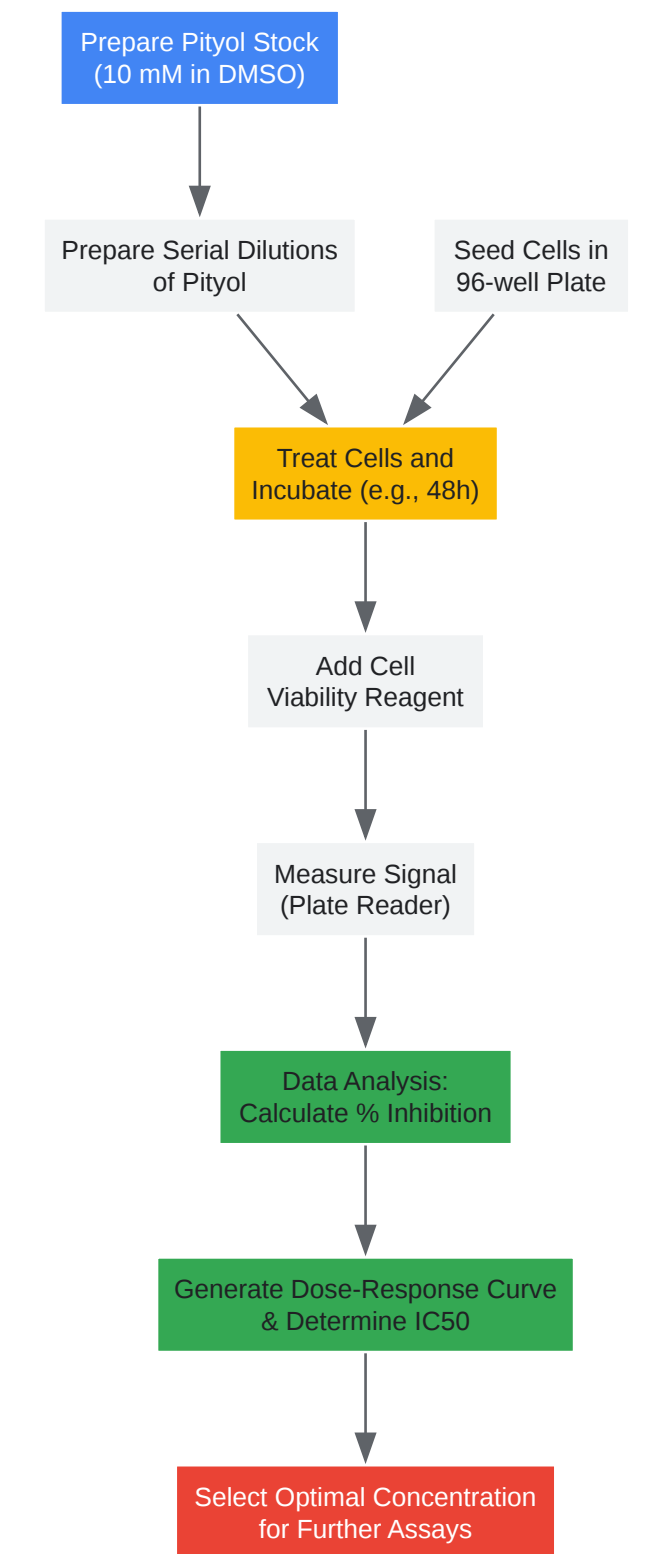 Prepare Pityol Stock
(10 mM in DMSO)
Prepare Serial Dilutions
of Pityol
Seed Cells in
96-well Plate
Treat Cells and
Incubate (e.g., 48h)
Add Cell
Viability Reagent
Measure Signal
(Plate Reader)
Data Analysis:
Calculate % Inhibition
Generate Dose-Response Curve
& Determine IC50
Select Optimal Concentration
for Further Assays